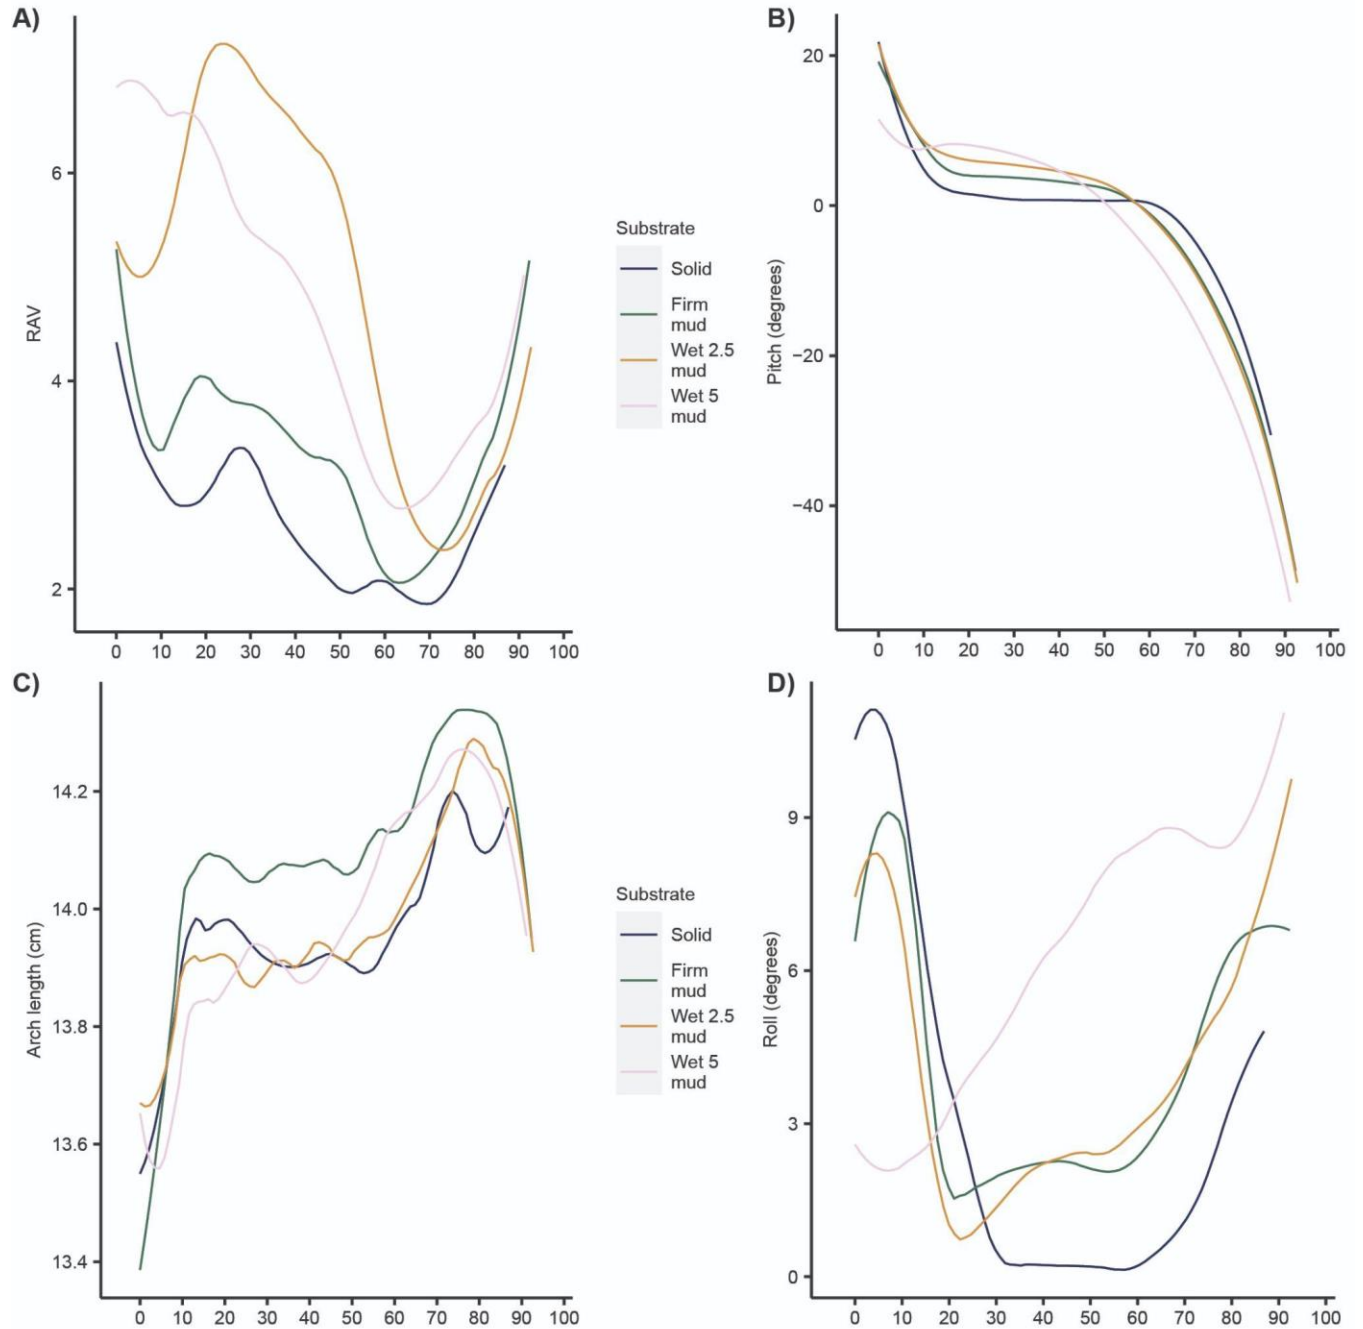 A)
RAV
6
4
2
0 10 20 30 40 50 60 70 80 90 100
Substrate
Solid
Firm
mud
Wet 2.5
mud
Wet 5
mud
B)
Pitch (degrees)
20
0
−20
−40
0 10 20 30 40 50 60 70 80 90 100
C)
Arch length (cm)
14.2
14.0
13.8
13.6
13.4
0 10 20 30 40 50 60 70 80 90 100
Substrate
Solid
Firm
mud
Wet 2.5
mud
Wet 5
mud
D)
Roll (degrees)
9
6
3
0
0 10 20 30 40 50 60 70 80 90 100